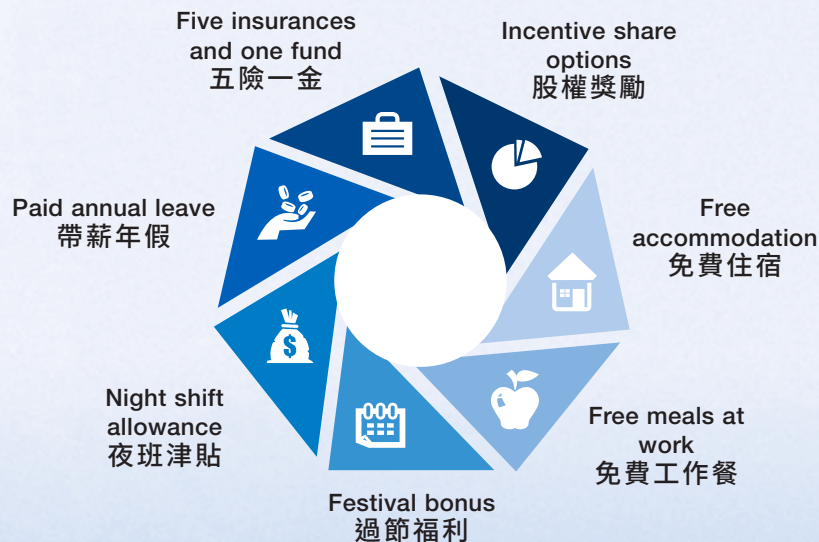 Five insurances
and one fund
五險一金
Incentive share
options
股權獎勵
Paid annual leave
帶薪年假
Free
accommodation
免費住宿
Night shift
allowance
夜班津貼
$
Free meals at
work
免費工作餐
Festival bonus
過節福利